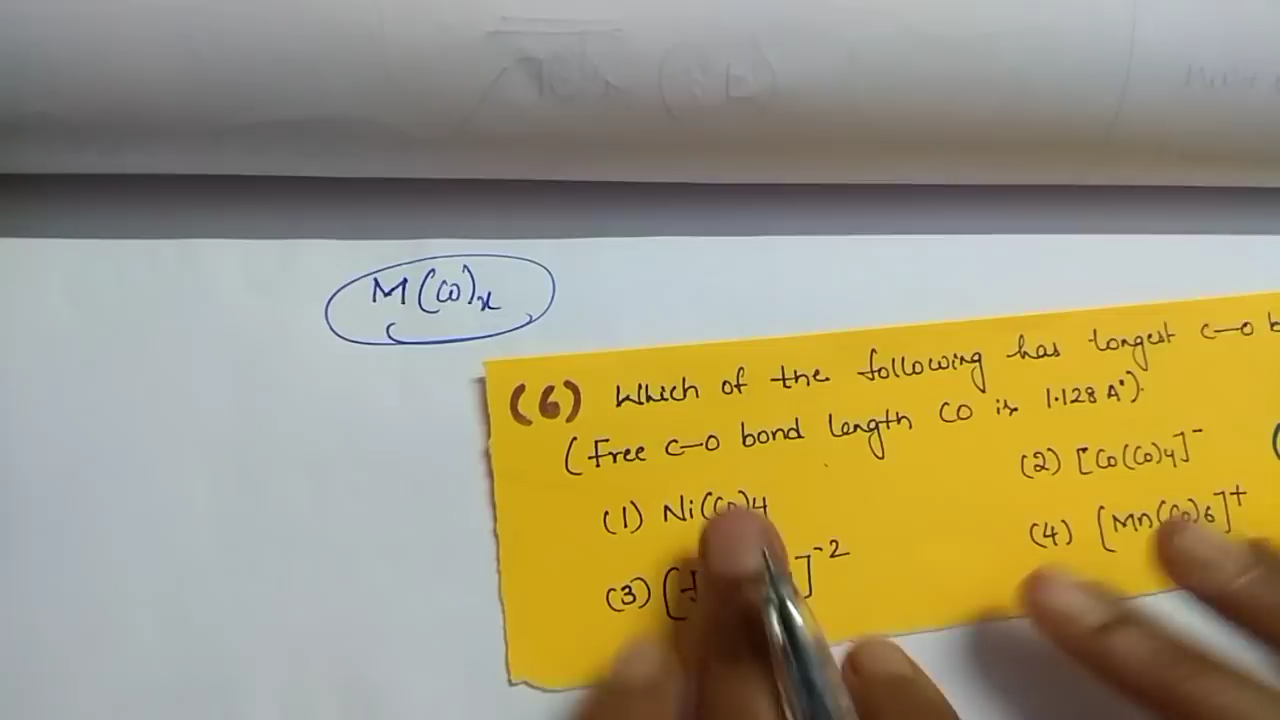 M(CO)x
(6) Which of the following has longest C-O
(Free C-O bond length CO is 1.128 A°).
(1) Ni(CO)4
(2) [Co(CO)4]⁻
(3) [ ]⁻²
(4) [Mn(CO)6]⁺